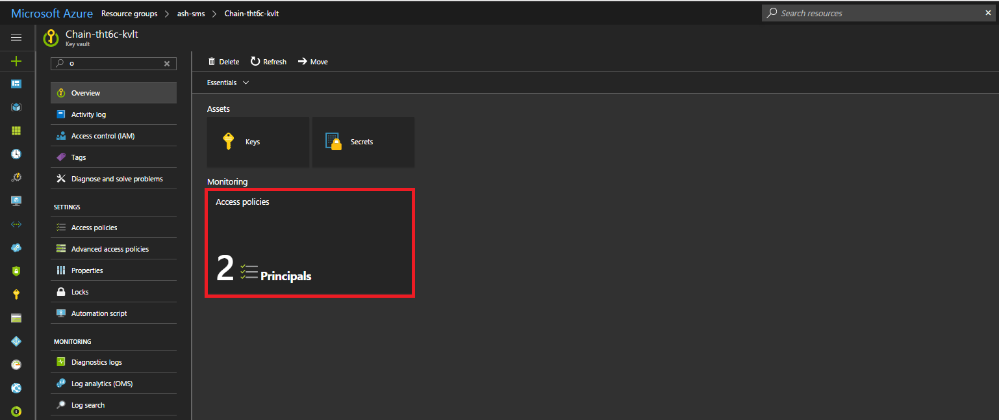 Microsoft Azure Resource groups > ash-sms > Chain-tht6c-kvlt
Search resources
Chain-tht6c-kvlt
Key vault
o
Overview
Activity log
Access control (IAM)
Tags
Diagnose and solve problems
SETTINGS
Access policies
Advanced access policies
Properties
Locks
Automation script
MONITORING
Diagnostics logs
Log analytics (OMS)
Log search
Delete Refresh Move
Essentials
Assets
Keys
Secrets
Monitoring
Access policies
2 Principals